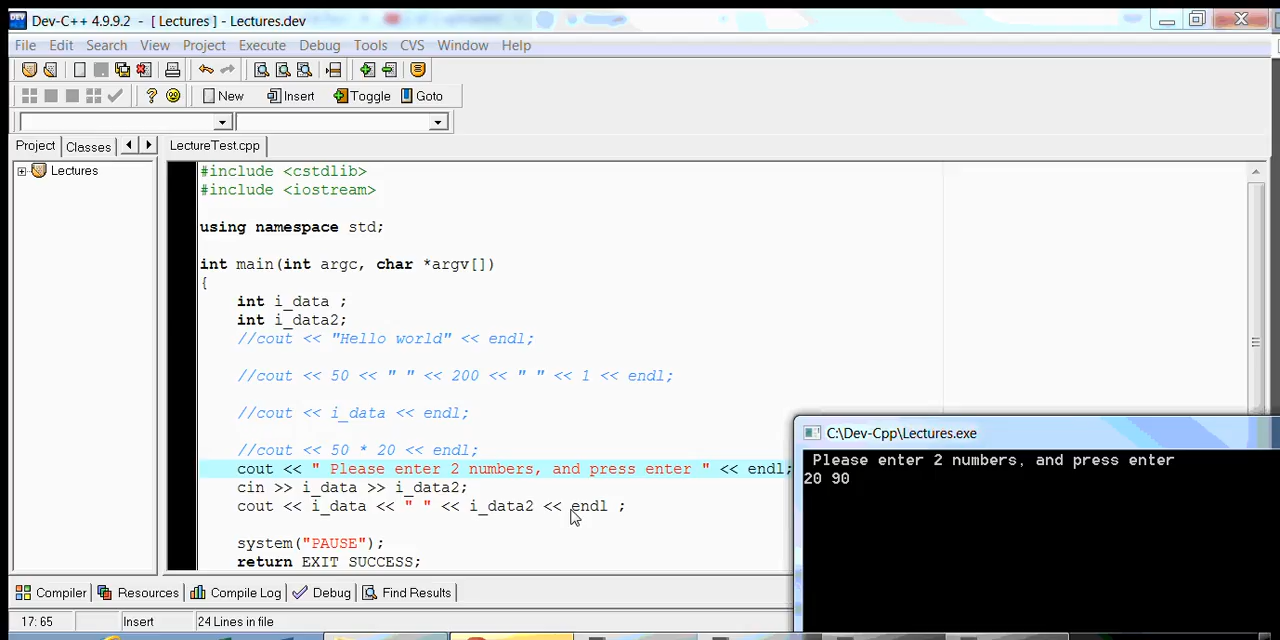 Dev-C++ 4.9.9.2 - [ Lectures ] - Lectures.dev
File Edit Search View Project Execute Debug Tools CVS Window Help
New Insert Toggle Goto
Project Classes LectureTest.cpp
Lectures
#include <cstdlib>
#include <iostream>
using namespace std;
int main(int argc, char *argv[])
{
int i_data ;
int i_data2;
//cout << "Hello world" << endl;
//cout << 50 << " " << 200 << " " << 1 << endl;
//cout << i_data << endl;
//cout << 50 * 20 << endl;
cout << " Please enter 2 numbers, and press enter " << endl;
cin >> i_data >> i_data2;
cout << i_data << " " << i_data2 << endl ;
system("PAUSE");
return EXIT SUCCESS;
C:\Dev-Cpp\Lectures.exe
Please enter 2 numbers, and press enter
20 90
Compiler Resources Compile Log Debug Find Results
17: 65 Insert 24 Lines in file